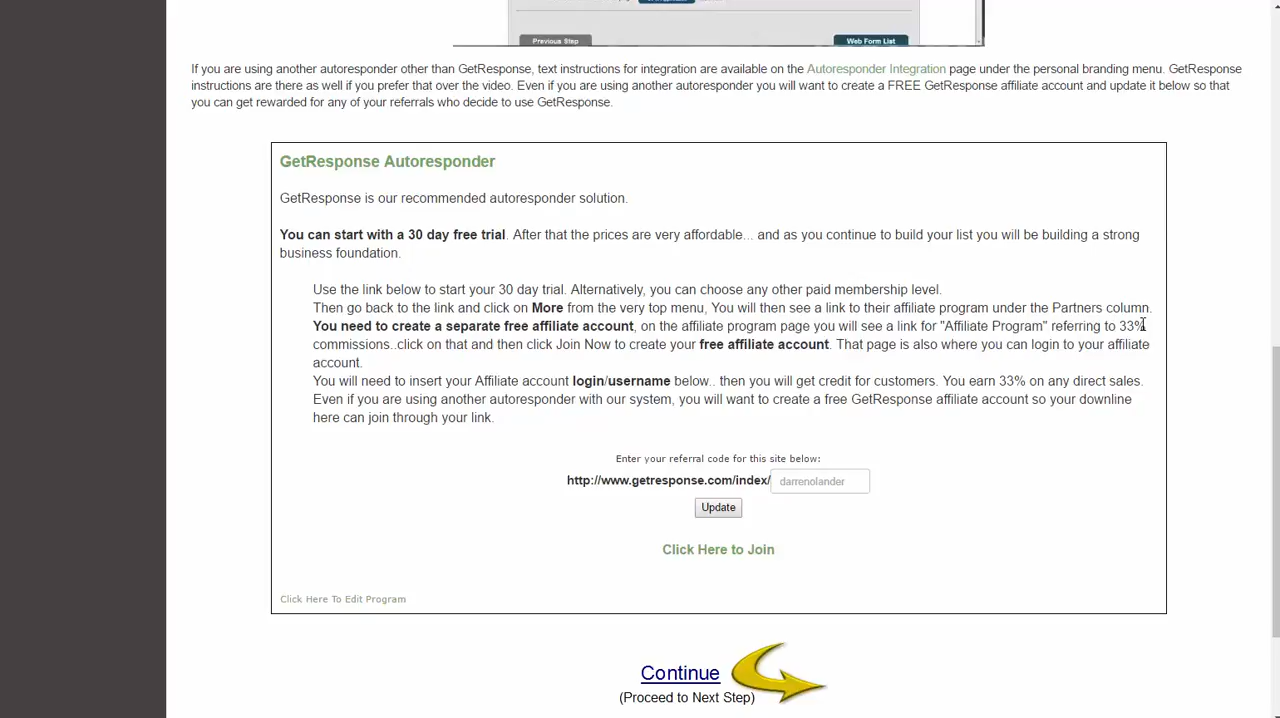 Previous Step
Web Form List
If you are using another autoresponder other than GetResponse, text instructions for integration are available on the Autoresponder Integration page under the personal branding menu. GetResponse
instructions are there as well if you prefer that over the video. Even if you are using another autoresponder you will want to create a FREE GetResponse affiliate account and update it below so that
you can get rewarded for any of your referrals who decide to use GetResponse.
GetResponse Autoresponder
GetResponse is our recommended autoresponder solution.
You can start with a 30 day free trial. After that the prices are very affordable... and as you continue to build your list you will be building a strong
business foundation.
Use the link below to start your 30 day trial. Alternatively, you can choose any other paid membership level.
Then go back to the link and click on More from the very top menu, You will then see a link to their affiliate program under the Partners column.
You need to create a separate free affiliate account, on the affiliate program page you will see a link for "Affiliate Program" referring to 33%
commissions..click on that and then click Join Now to create your free affiliate account. That page is also where you can login to your affiliate
account.
You will need to insert your Affiliate account login/username below.. then you will get credit for customers. You earn 33% on any direct sales.
Even if you are using another autoresponder with our system, you will want to create a free GetResponse affiliate account so your downline
here can join through your link.
Enter your referral code for this site below:
http://www.getresponse.com/index/ darrenolander
Update
Click Here to Join
Click Here To Edit Program
Continue
(Proceed to Next Step)